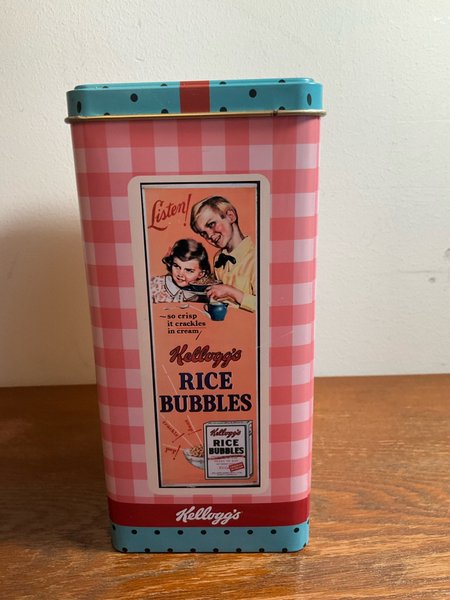 Listen!
so crisp
it crackles
in cream
Kellogg's
RICE
BUBBLES
Kellogg's
RICE
BUBBLES
Kellogg's